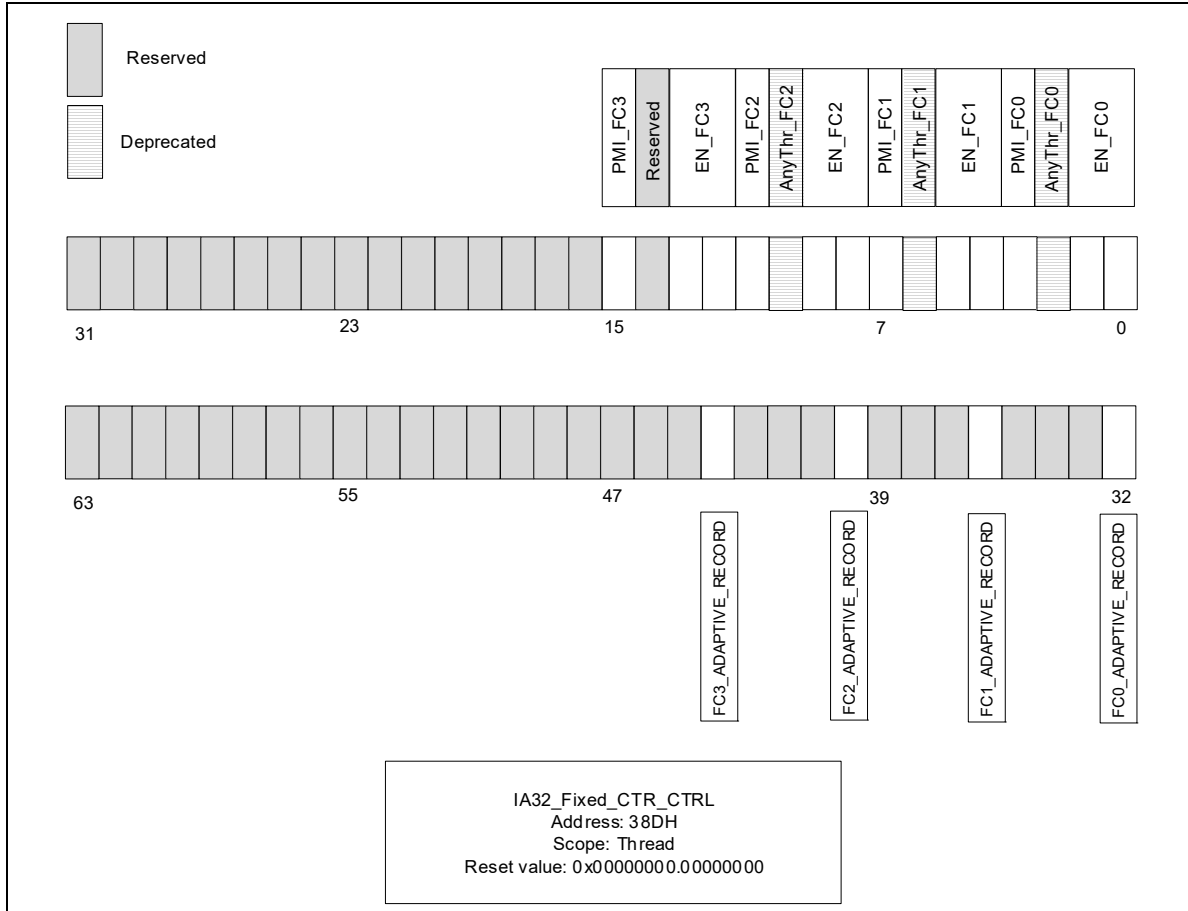 Reserved
Deprecated
PMI_FC3
Reserved
EN_FC3
PMI_FC2
AnyThr_FC2
EN_FC2
PMI_FC1
AnyThr_FC1
EN_FC1
PMI_FC0
AnyThr_FC0
EN_FC0
31 23 15 7 0
63 55 47 39 32
FC3_ADAPTIVE_RECORD
FC2_ADAPTIVE_RECORD
FC1_ADAPTIVE_RECORD
FC0_ADAPTIVE_RECORD
IA32_Fixed_CTR_CTRL
Address: 38DH
Scope: Thread
Reset value: 0x00000000.00000000